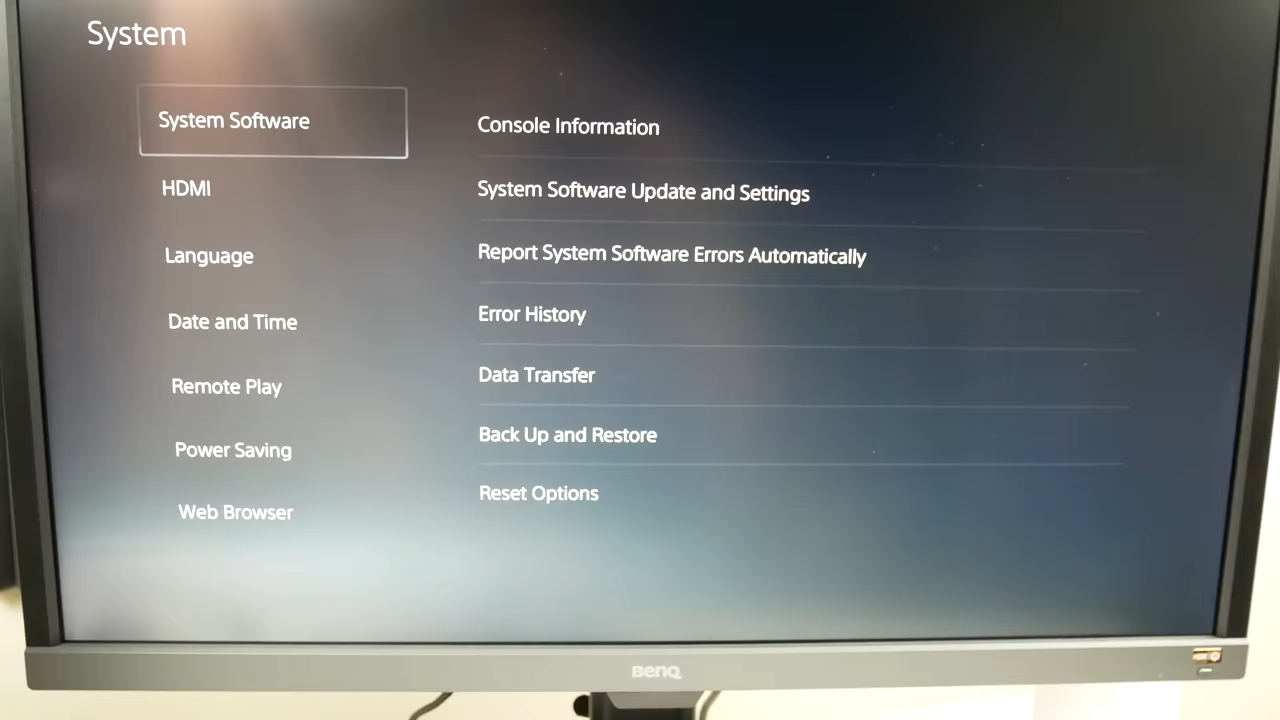 System
System Software
HDMI
Language
Date and Time
Remote Play
Power Saving
Web Browser
Console Information
System Software Update and Settings
Report System Software Errors Automatically
Error History
Data Transfer
Back Up and Restore
Reset Options
BenQ